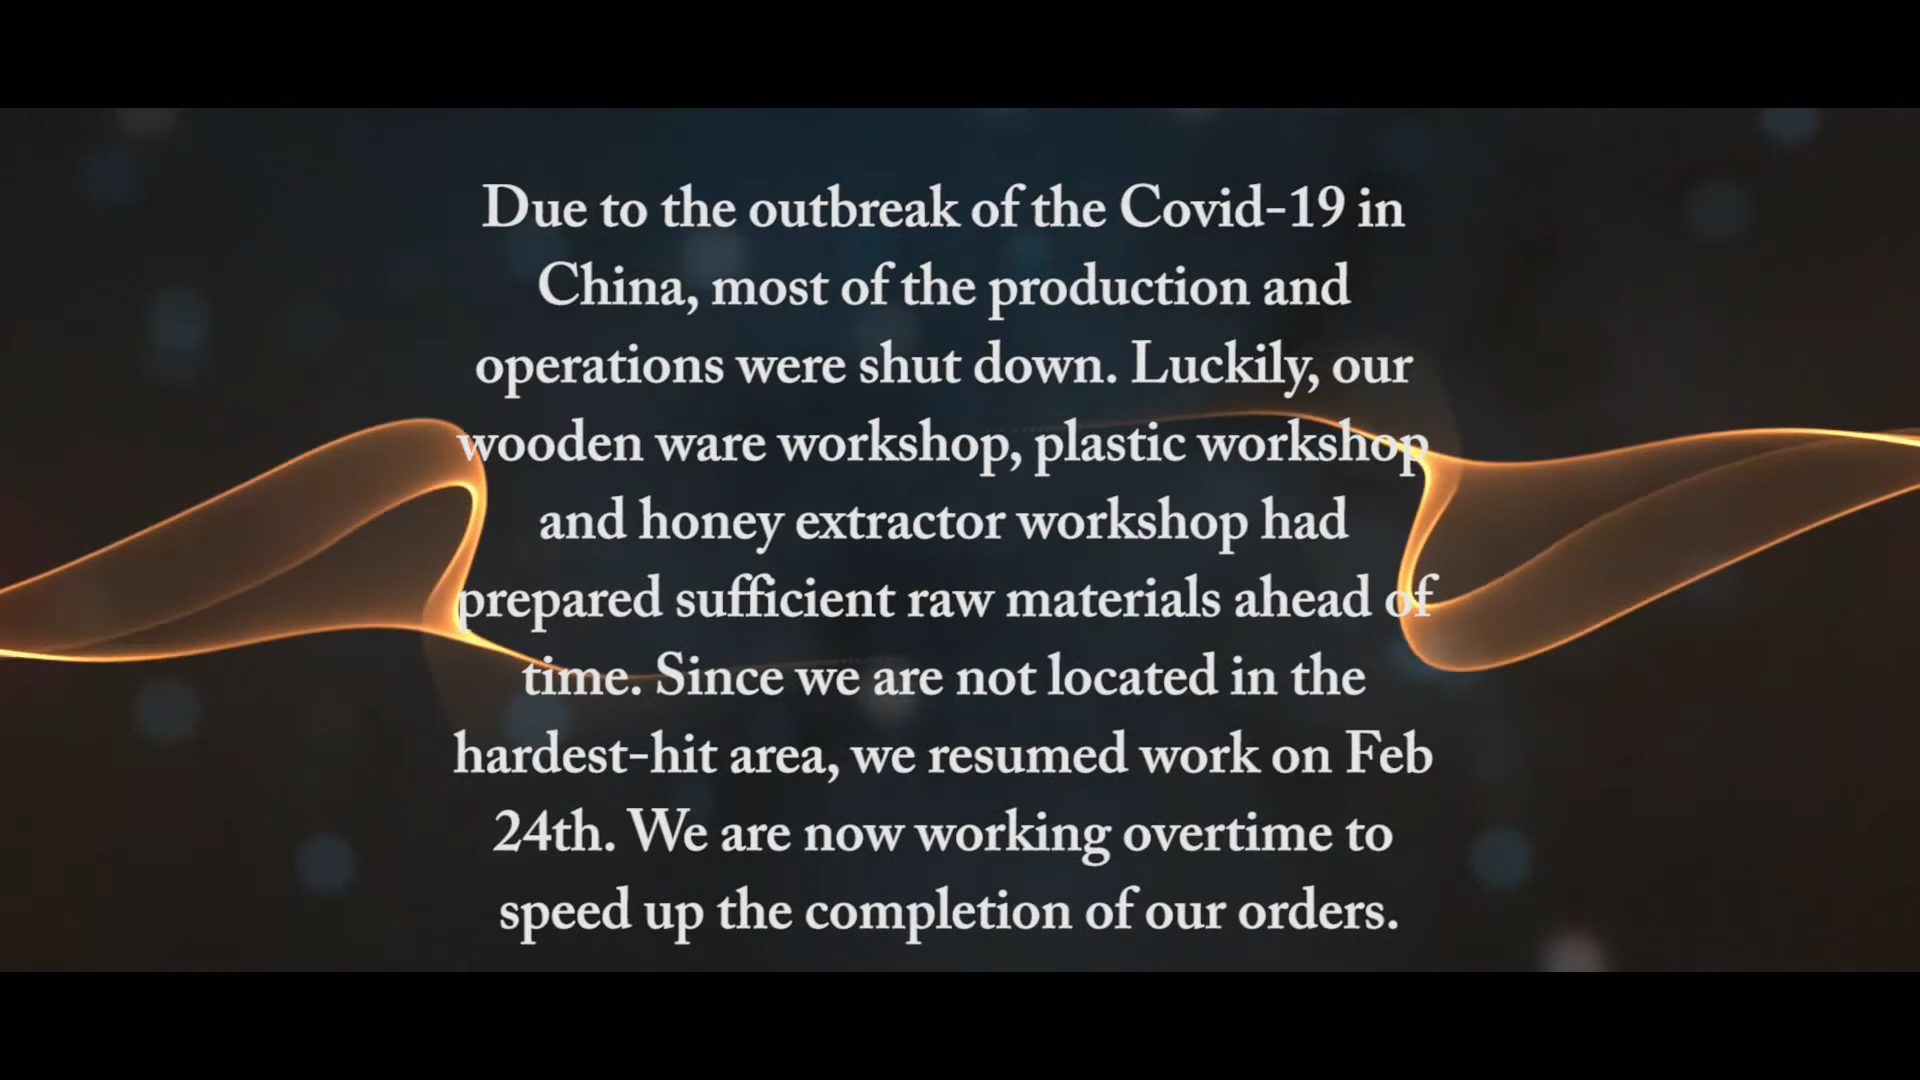 Due to the outbreak of the Covid-19 in
China, most of the production and
operations were shut down. Luckily, our
wooden ware workshop, plastic workshop
and honey extractor workshop had
prepared sufficient raw materials ahead of
time. Since we are not located in the
hardest-hit area, we resumed work on Feb
24th. We are now working overtime to
speed up the completion of our orders.